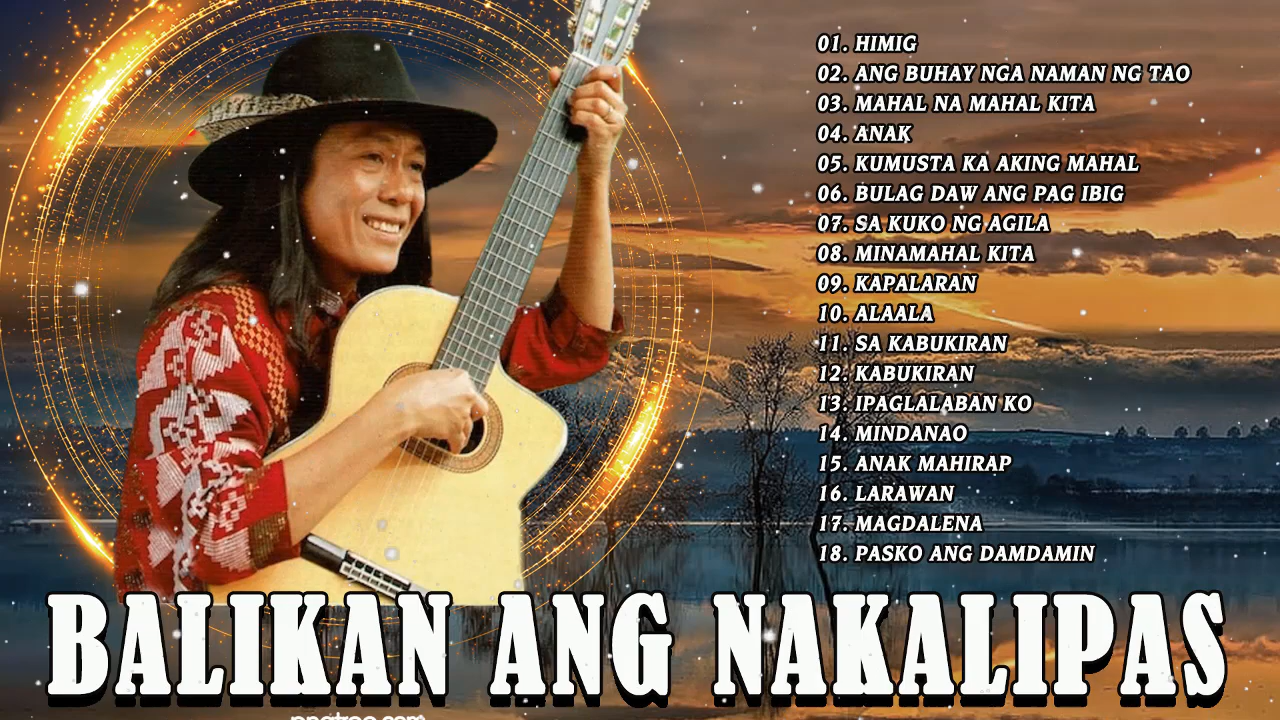 01. HIMIG
02. ANG BUHAY NGA NAMAN NG TAO
03. MAHAL NA MAHAL KITA
04. ANAK
05. KUMUSTA KA AKING MAHAL
06. BULAG DAW ANG PAG IBIG
07. SA KUKO NG AGILA
08. MINAMAHAL KITA
09. KAPALARAN
10. ALAALA
11. SA KABUKIRAN
12. KABUKIRAN
13. IPAGLALABAN KO
14. MINDANAO
15. ANAK MAHIRAP
16. LARAWAN
17. MAGDALENA
18. PASKO ANG DAMDAMIN
BALIKAN ANG NAKALIPAS